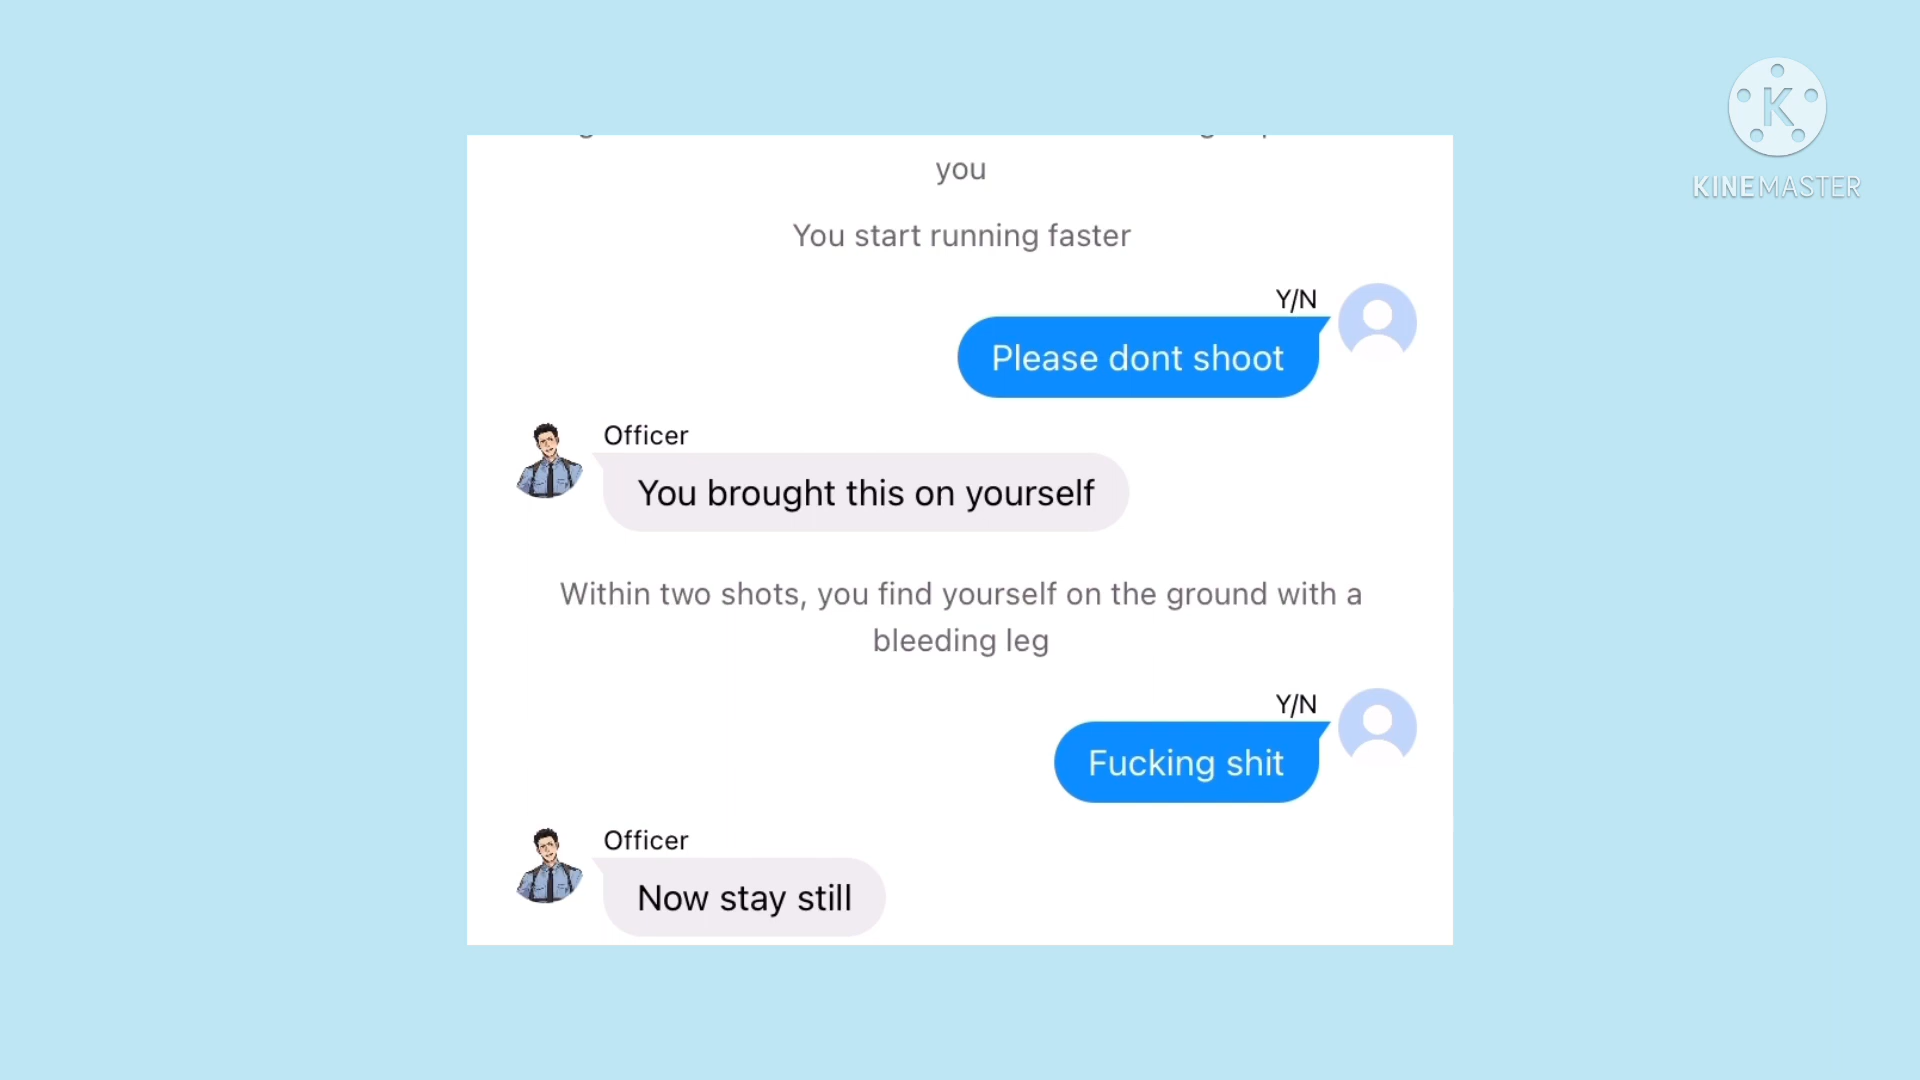 you
You start running faster
Y/N
Please dont shoot
Officer
You brought this on yourself
Within two shots, you find yourself on the ground with a
bleeding leg
Y/N
Fucking shit
Officer
Now stay still
K
KINEMASTER